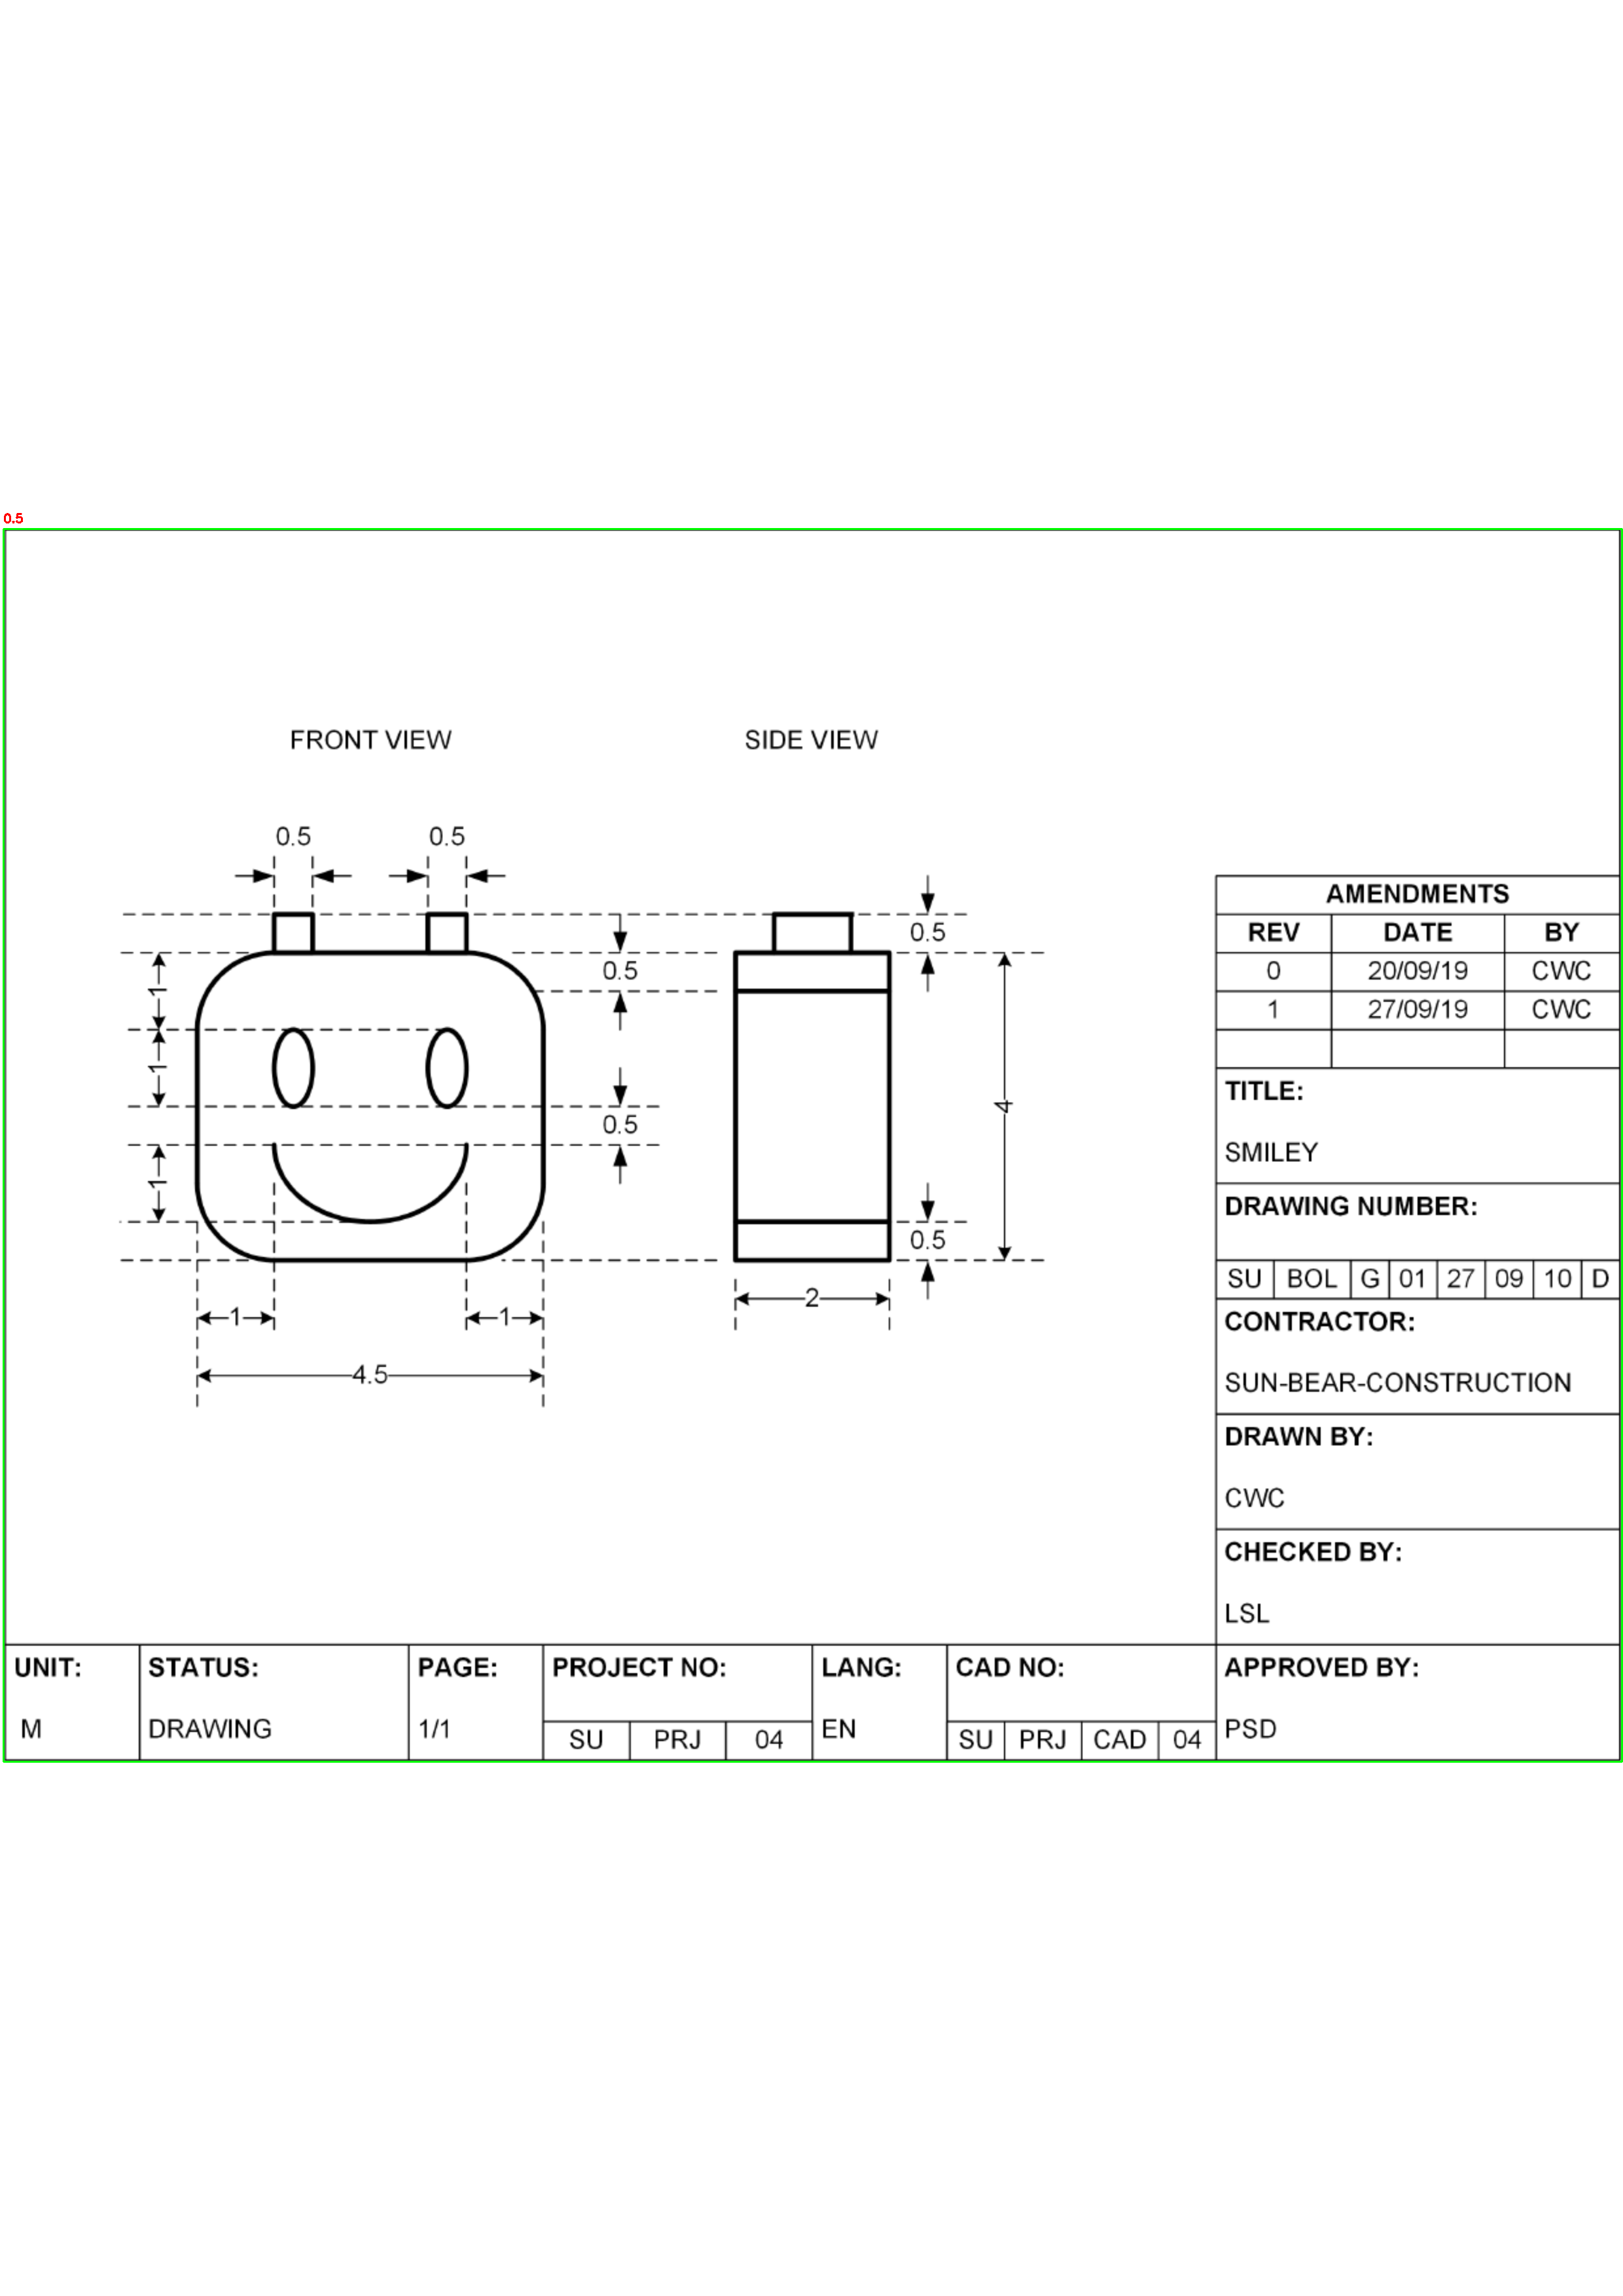 0.5
FRONT VIEW
SIDE VIEW
0.5 0.5
0.5
0.5
1
1
0.5
1
4
0.5
2
1 1
4.5
AMENDMENTS
REV DATE BY
0 20/09/19 CWC
1 27/09/19 CWC
TITLE:
SMILEY
DRAWING NUMBER:
SU BOL G 01 27 09 10 D
CONTRACTOR:
SUN-BEAR-CONSTRUCTION
DRAWN BY:
CWC
CHECKED BY:
LSL
UNIT:
M
STATUS:
DRAWING
PAGE:
1/1
PROJECT NO:
SU PRJ 04
LANG:
EN
CAD NO:
SU PRJ CAD 04
APPROVED BY:
PSD